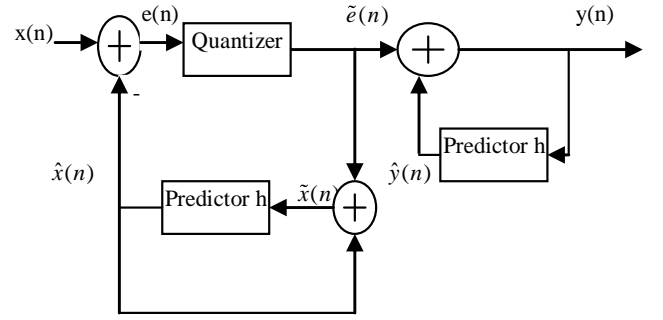 x(n)
e(n)
Quantizer
ẽ(n)
y(n)
-
x̂(n)
Predictor h
x̃(n)
ŷ(n)
Predictor h